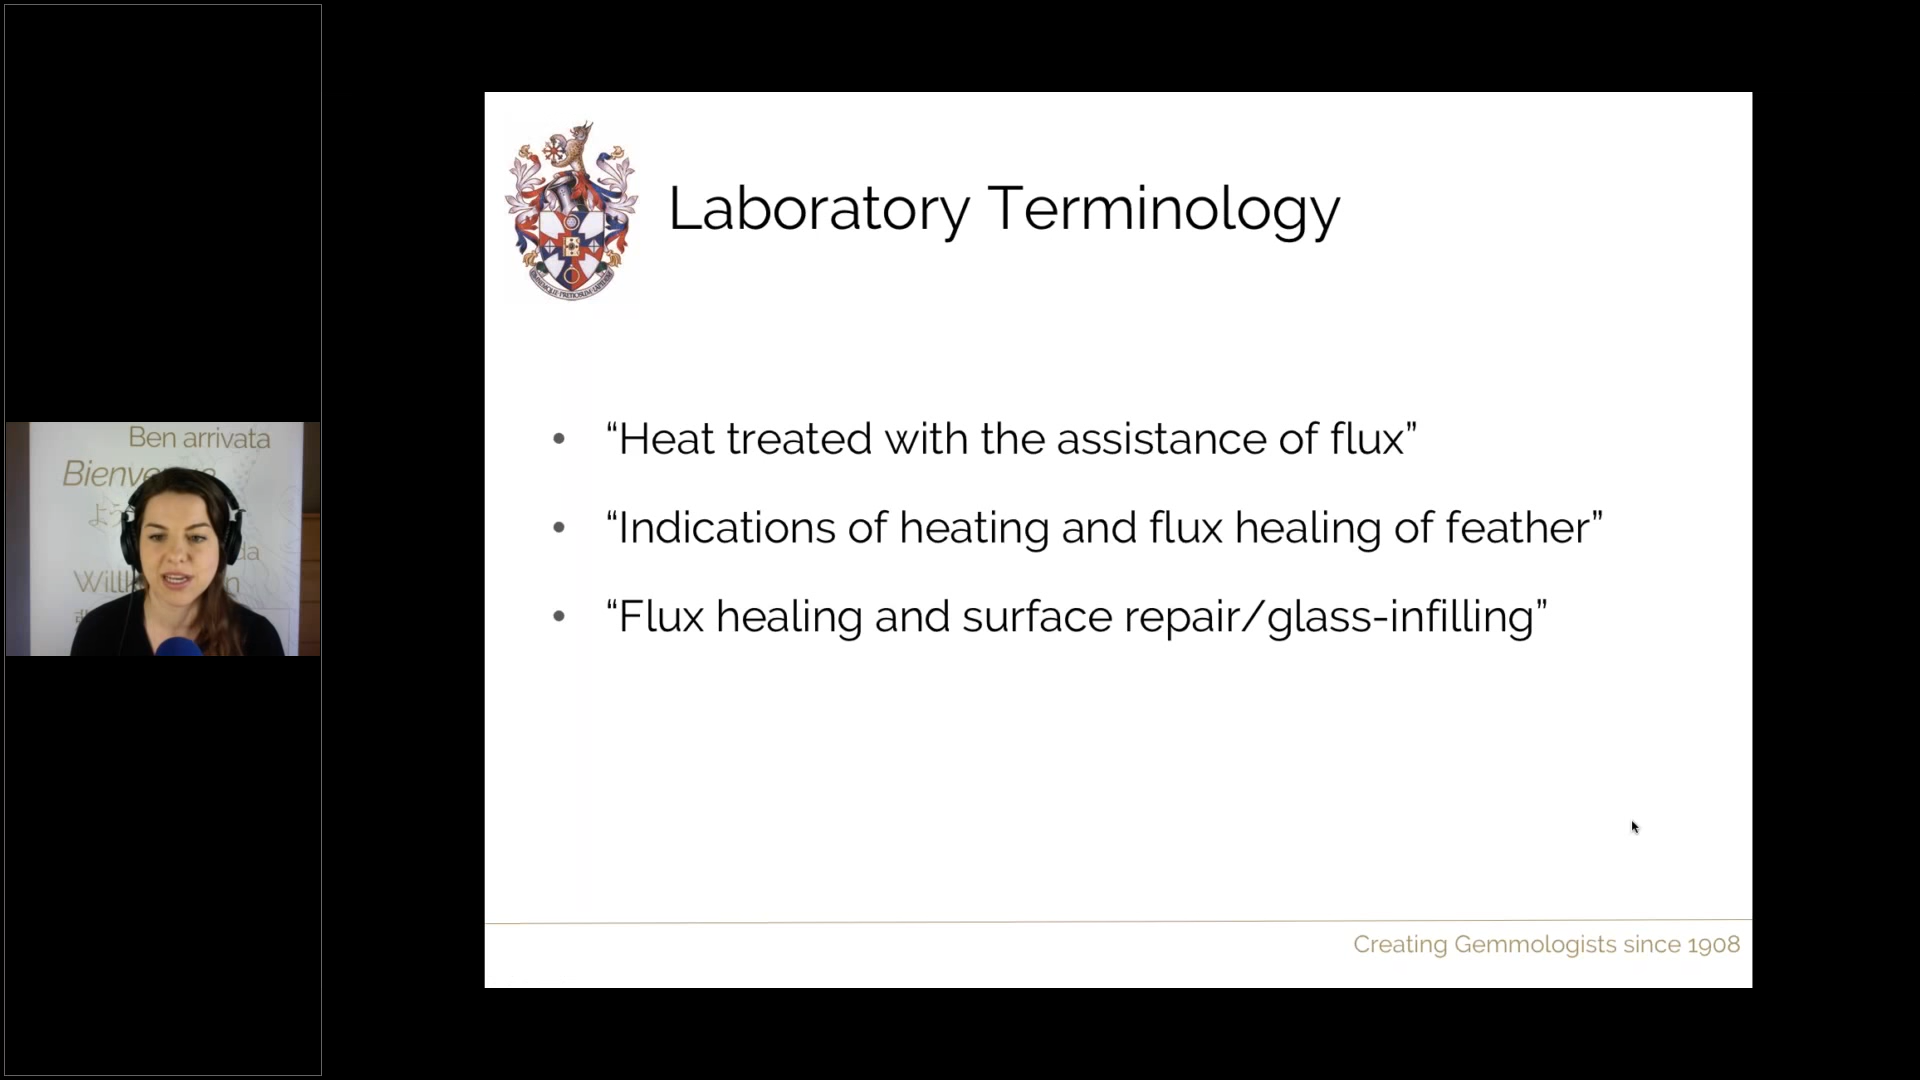 Ben arrivata
Laboratory Terminology
“Heat treated with the assistance of flux”
“Indications of heating and flux healing of feather”
“Flux healing and surface repair/glass-infilling”
Creating Gemmologists since 1908